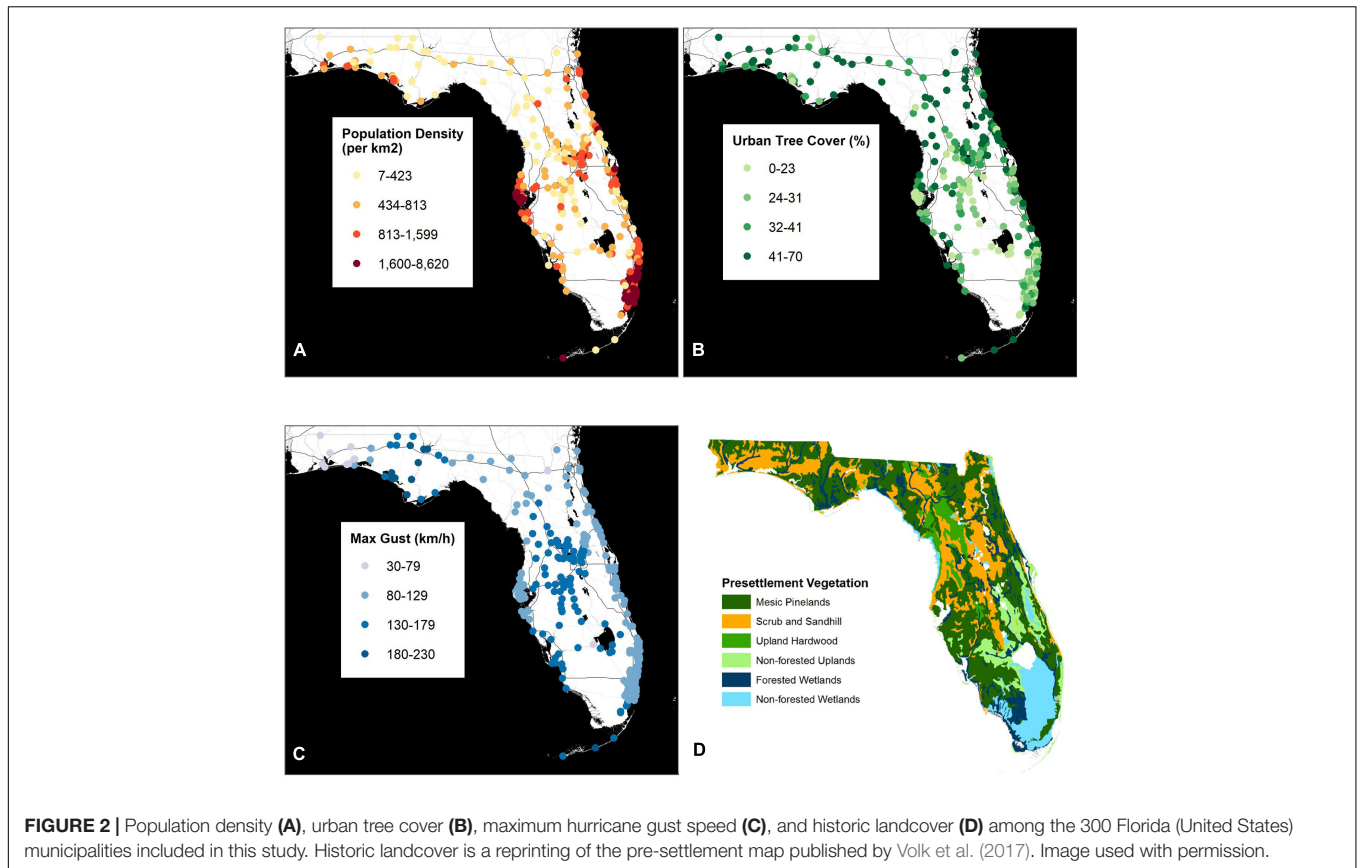 Population Density
(per km2)
7-423
434-813
813-1,599
1,600-8,620
A
Urban Tree Cover (%)
0-23
24-31
32-41
41-70
B
Max Gust (km/h)
30-79
80-129
130-179
180-230
C
Presettlement Vegetation
Mesic Pinelands
Scrub and Sandhill
Upland Hardwood
Non-forested Uplands
Forested Wetlands
Non-forested Wetlands
D
FIGURE 2 | Population density (A), urban tree cover (B), maximum hurricane gust speed (C), and historic landcover (D) among the 300 Florida (United States)
municipalities included in this study. Historic landcover is a reprinting of the pre-settlement map published by Volk et al. (2017). Image used with permission.